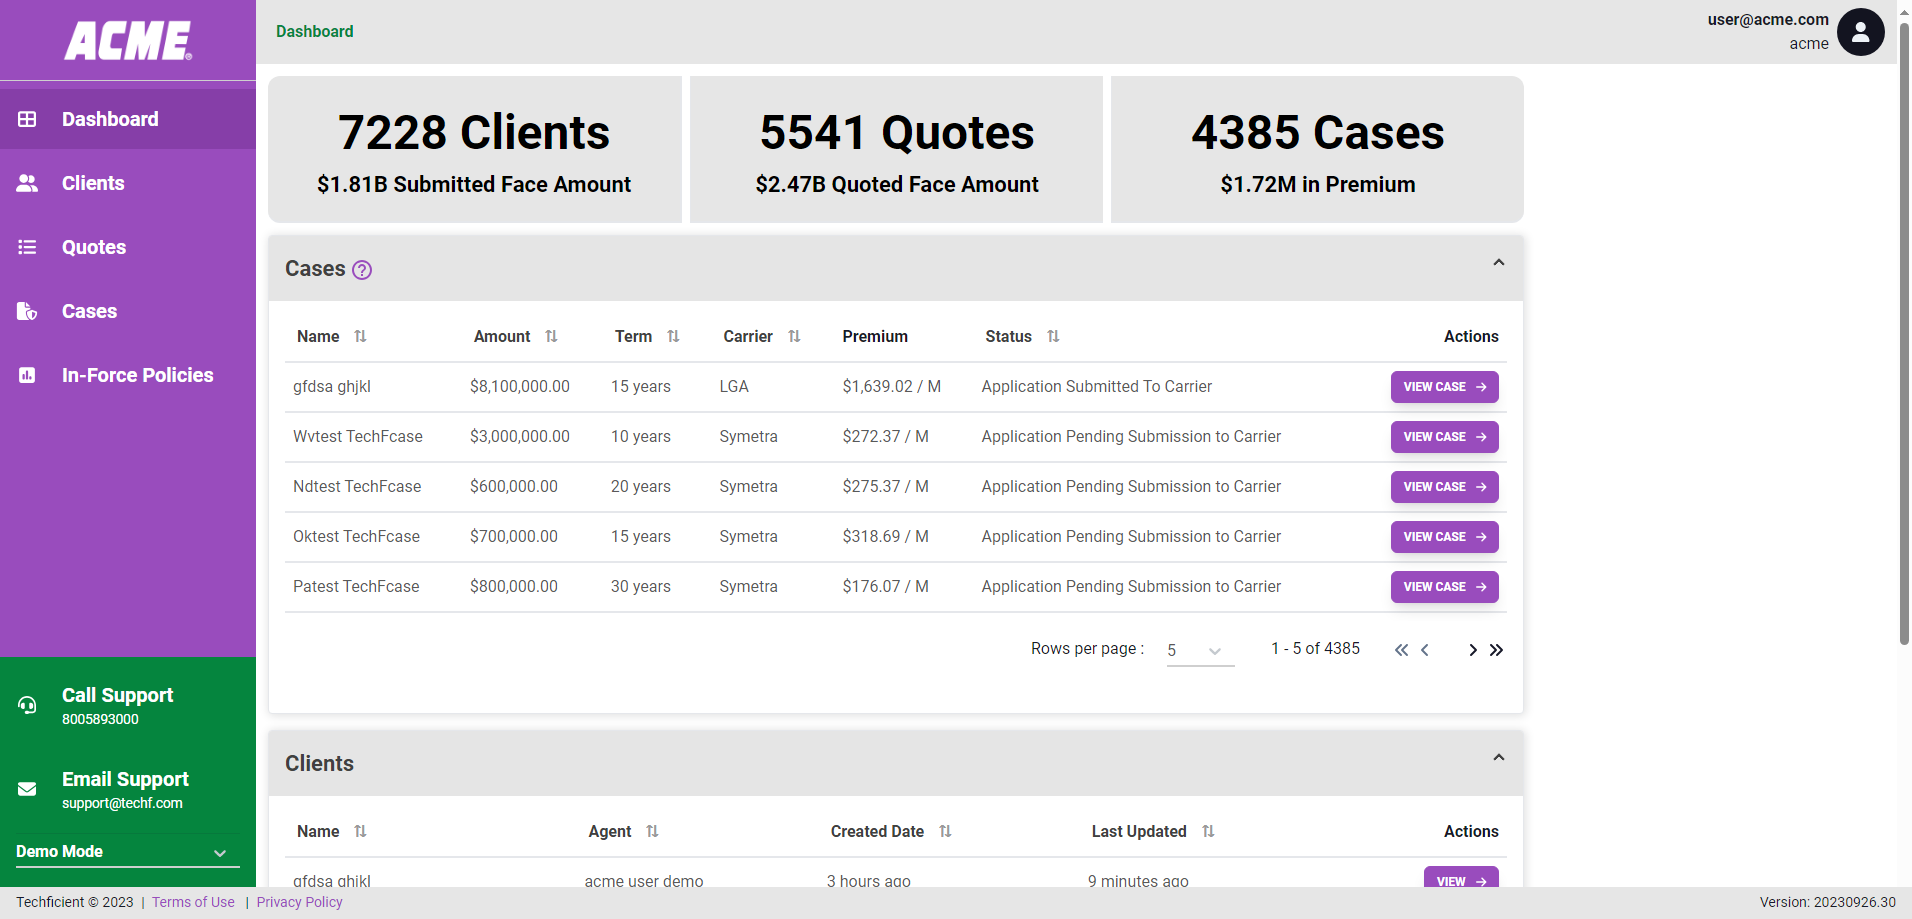 ACME®
Dashboard
Clients
Quotes
Cases
In-Force Policies
Call Support
8005893000
Email Support
support@techf.com
Demo Mode
Dashboard
user@acme.com
acme
7228 Clients
$1.81B Submitted Face Amount
5541 Quotes
$2.47B Quoted Face Amount
4385 Cases
$1.72M in Premium
Cases ?
Name Amount Term Carrier Premium Status Actions
gfdsa ghjkl $8,100,000.00 15 years LGA $1,639.02 / M Application Submitted To Carrier VIEW CASE
Wvtest TechFcase $3,000,000.00 10 years Symetra $272.37 / M Application Pending Submission to Carrier VIEW CASE
Ndtest TechFcase $600,000.00 20 years Symetra $275.37 / M Application Pending Submission to Carrier VIEW CASE
Oktest TechFcase $700,000.00 15 years Symetra $318.69 / M Application Pending Submission to Carrier VIEW CASE
Patest TechFcase $800,000.00 30 years Symetra $176.07 / M Application Pending Submission to Carrier VIEW CASE
Rows per page : 5 1 - 5 of 4385
Clients
Name Agent Created Date Last Updated Actions
gfdsa ghjkl acme user demo 3 hours ago 9 minutes ago VIEW
Techficient © 2023 | Terms of Use | Privacy Policy
Version: 20230926.30